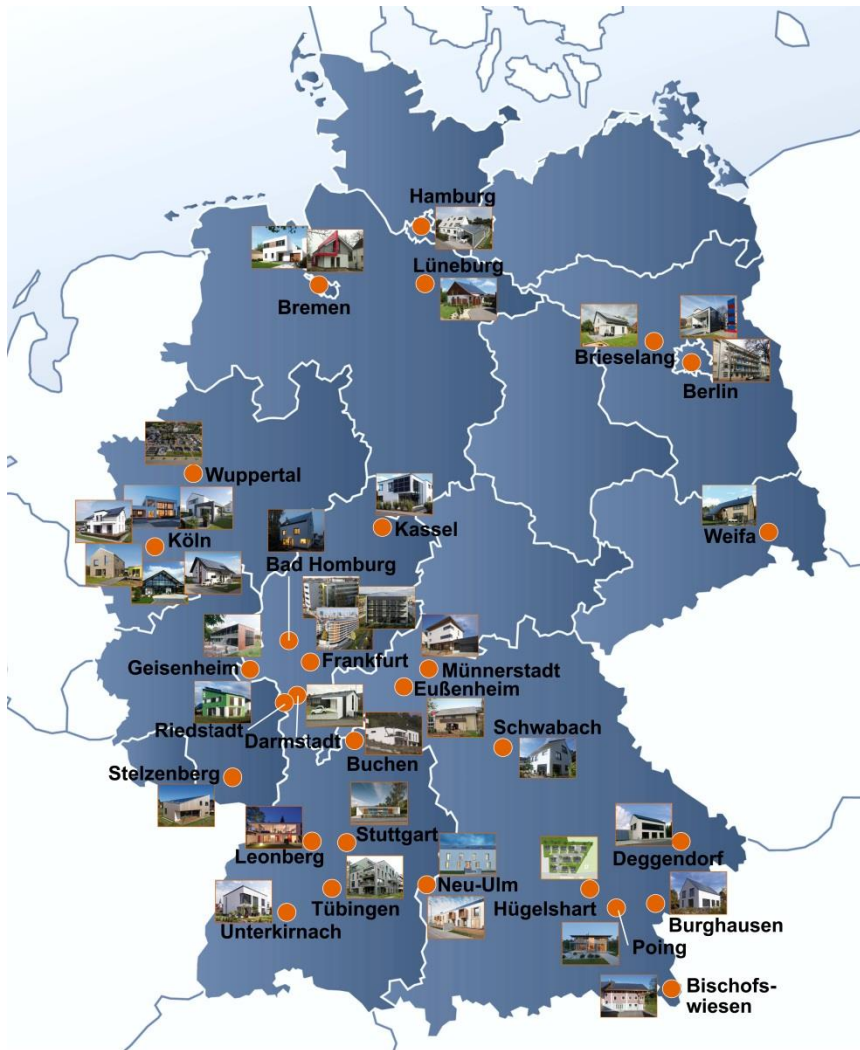 Hamburg
Lüneburg
Bremen
Brieselang
Berlin
Wuppertal
Kassel
Weifa
Köln
Bad Homburg
Geisenheim
Frankfurt
Münnerstadt
Eußenheim
Riedstadt
Darmstadt
Schwabach
Buchen
Stelzenberg
Stuttgart
Leonberg
Deggendorf
Neu-Ulm
Tübingen
Hügelshart
Unterkirnach
Burghausen
Poing
Bischofs-
wiesen